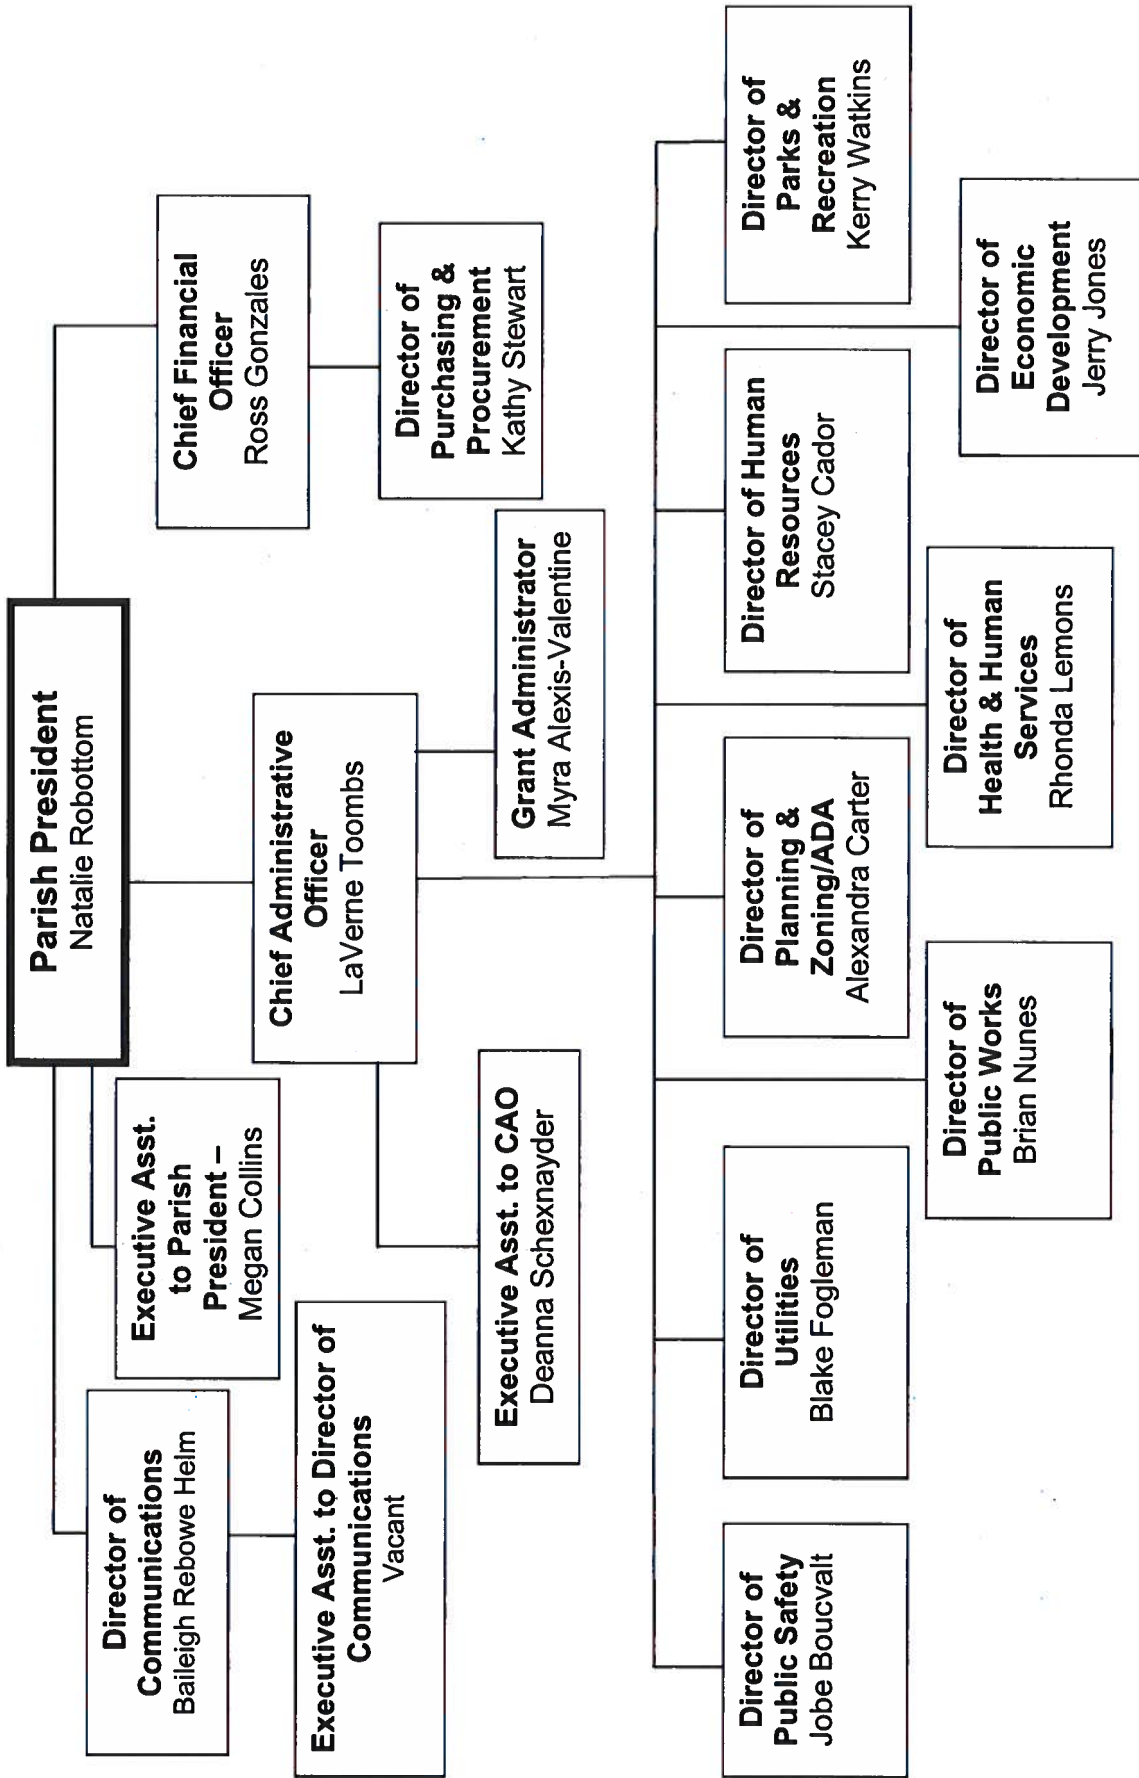 Parish President
Natalie Robottom
Director of
Communications
Baileigh Rebowe Helm
Executive Asst.
to Parish
President –
Megan Collins
Chief Financial
Officer
Ross Gonzales
Executive Asst. to Director of
Communications
Vacant
Chief Administrative
Officer
LaVerne Toombs
Director of
Purchasing &
Procurement
Kathy Stewart
Executive Asst. to CAO
Deanna Schexnayder
Grant Administrator
Myra Alexis-Valentine
Director of
Public Safety
Jobe Boucvalt
Director of
Utilities
Blake Fogleman
Director of
Planning &
Zoning/ADA
Alexandra Carter
Director of Human
Resources
Stacey Cador
Director of
Parks &
Recreation
Kerry Watkins
Director of
Public Works
Brian Nunes
Director of
Health & Human
Services
Rhonda Lemons
Director of
Economic
Development
Jerry Jones